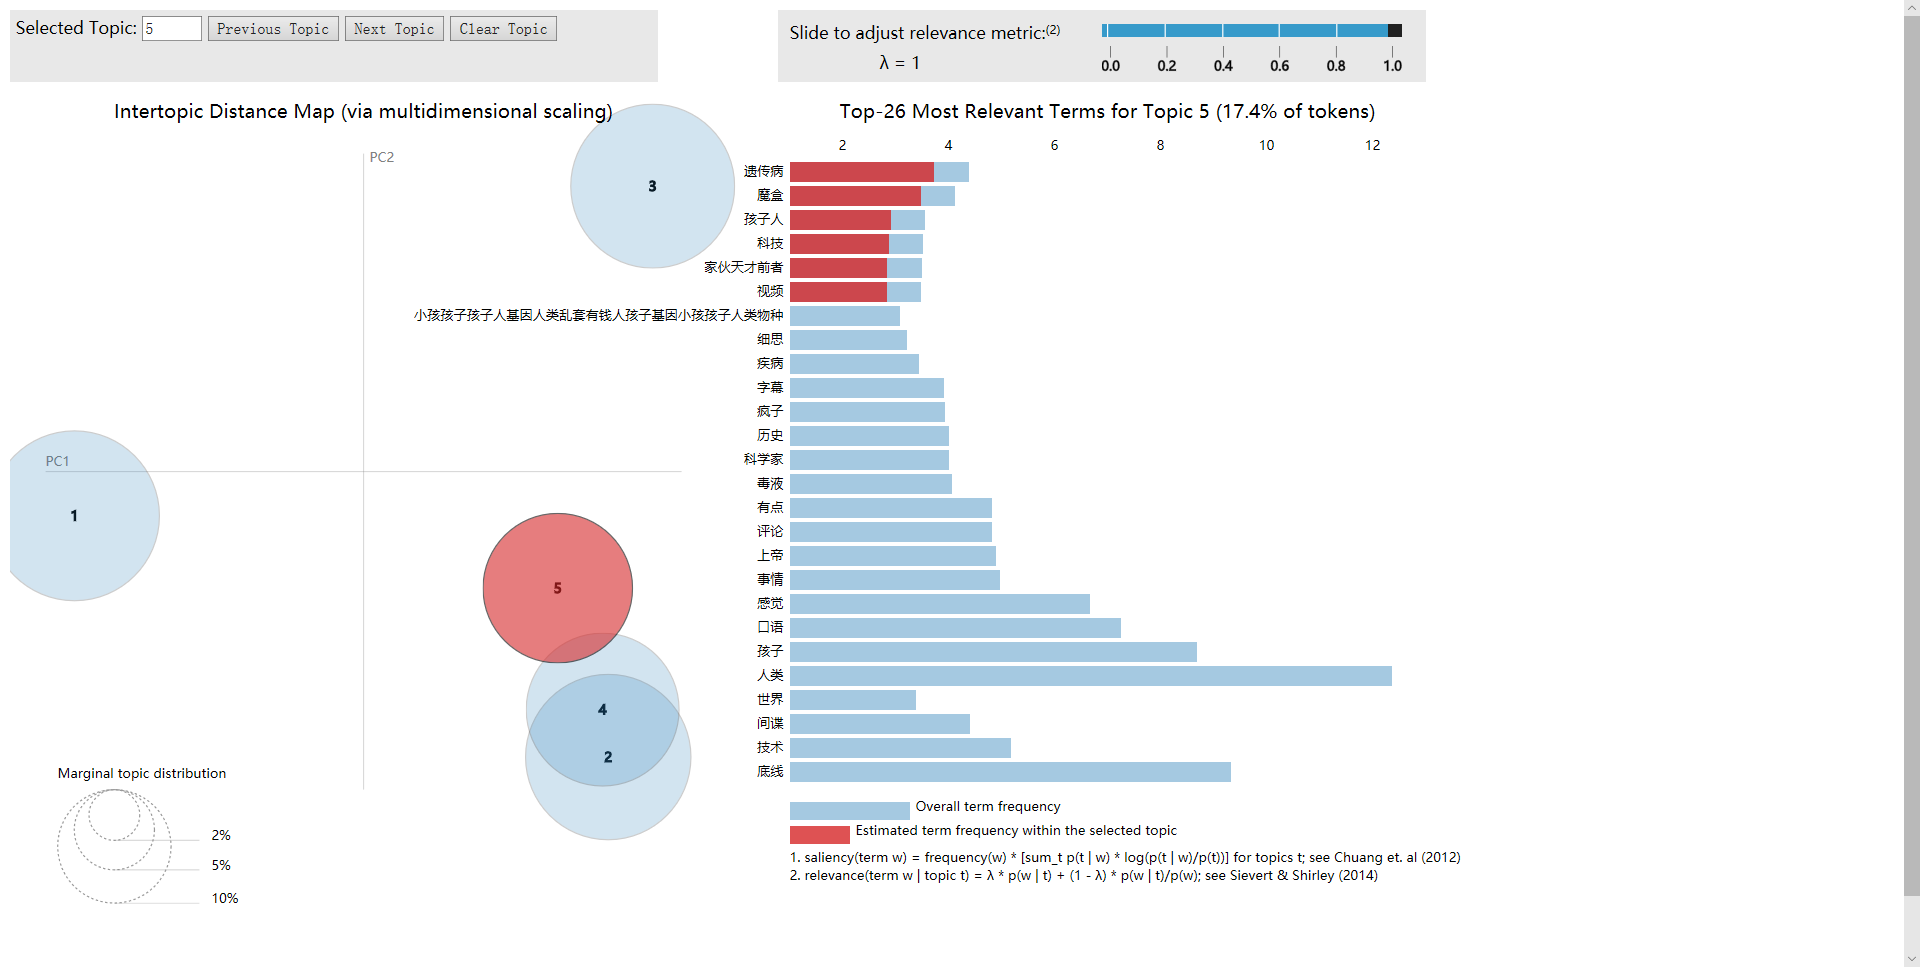 Selected Topic: 5 Previous Topic Next Topic Clear Topic
Slide to adjust relevance metric:(2)
λ = 1
0.0 0.2 0.4 0.6 0.8 1.0
Intertopic Distance Map (via multidimensional scaling)
PC2
PC1
3
1
5
4
2
Marginal topic distribution
2%
5%
10%
Top-26 Most Relevant Terms for Topic 5 (17.4% of tokens)
2 4 6 8 10 12
遗传病
魔盒
孩子人
科技
家伙天才前者
视频
小孩孩子孩子人基因人类乱套有钱人孩子基因小孩孩子人类物种
细思
疾病
字幕
疯子
历史
科学家
毒液
有点
评论
上帝
事情
感觉
口语
孩子
人类
世界
间谍
技术
底线
Overall term frequency
Estimated term frequency within the selected topic
1. saliency(term w) = frequency(w) * [sum_t p(t | w) * log(p(t | w)/p(t))] for topics t; see Chuang et. al (2012)
2. relevance(term w | topic t) = λ * p(w | t) + (1 - λ) * p(w | t)/p(w); see Sievert & Shirley (2014)